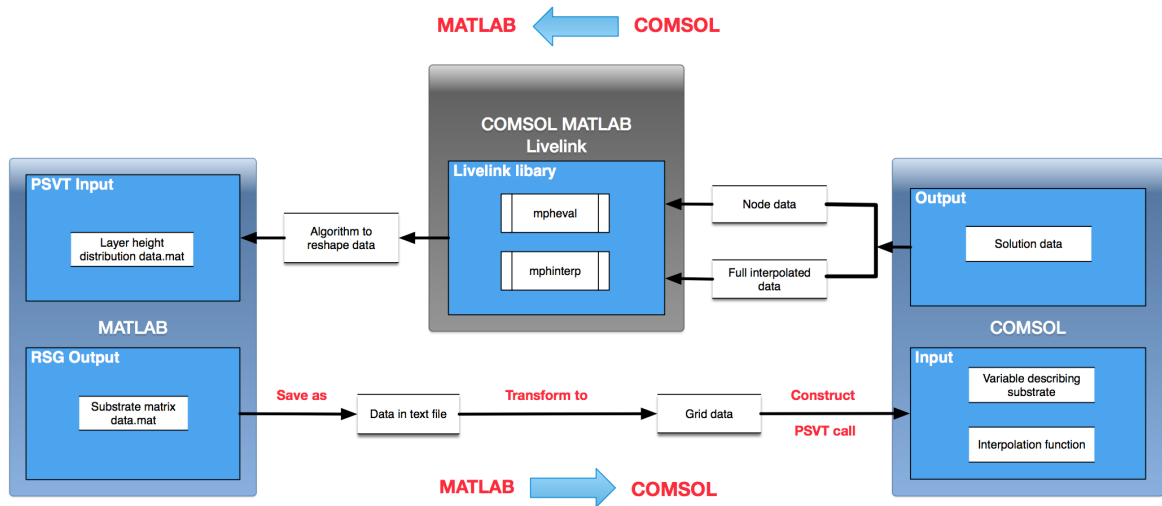 MATLAB
COMSOL
COMSOL MATLAB
Livelink
Livelink libary
mpheval
mphinterp
PSVT Input
Layer height
distribution data.mat
Algorithm to
reshape data
Node data
Full interpolated
data
Output
Solution data
MATLAB
COMSOL
RSG Output
Substrate matrix
data.mat
Save as
Data in text file
Transform to
Grid data
Construct
PSVT call
Input
Variable describing
substrate
Interpolation function
MATLAB
COMSOL